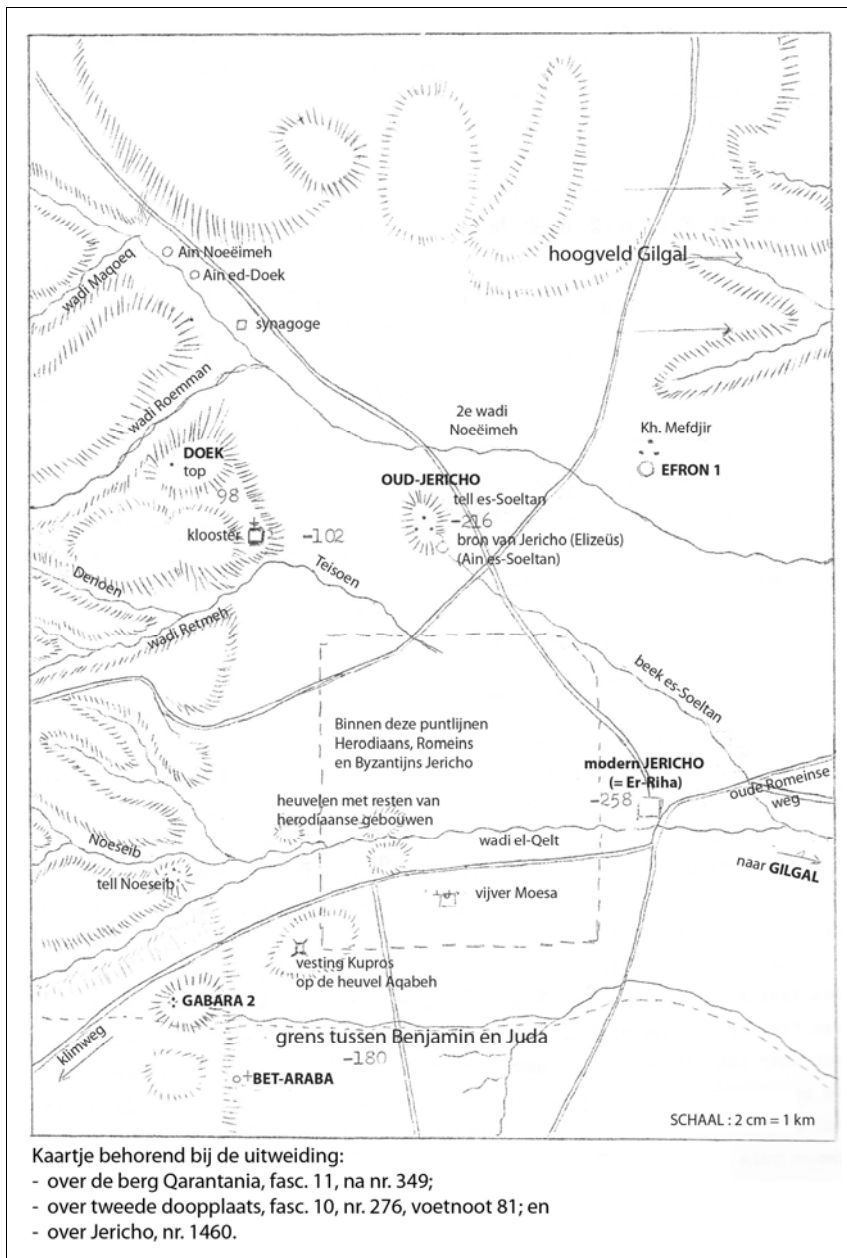 hoogveld Gilgal
Ain Noeëimeh
Ain ed-Doek
wadi Maqoeq
synagoge
wadi Roemman
2e wadi
Noeëimeh
Kh. Mefdjir
EFRON 1
DOEK
top
98
OUD-JERICHO
tell es-Soeltan
-216
bron van Jericho (Elizeüs)
(Ain es-Soeltan)
klooster
-102
Teisoen
Derioen
wadi Retmeh
beek es-Soeltan
Binnen deze puntlijnen
Herodiaans, Romeins
en Byzantijns Jericho
modern JERICHO
(= Er-Riha)
-258
oude Romeinse
weg
heuvelen met resten van
herodiaanse gebouwen
Noeseib
wadi el-Qelt
naar GILGAL
tell Noeseib
vijver Moesa
vesting Kupros
op de heuvel Aqabeh
GABARA 2
grens tussen Benjamin en Juda
klimweg
-180
BET-ARABA
SCHAAL : 2 cm = 1 km
Kaartje behorend bij de uitweiding:
- over de berg Qarantania, fasc. 11, na nr. 349;
- over tweede doopplaats, fasc. 10, nr. 276, voetnoot 81; en
- over Jericho, nr. 1460.